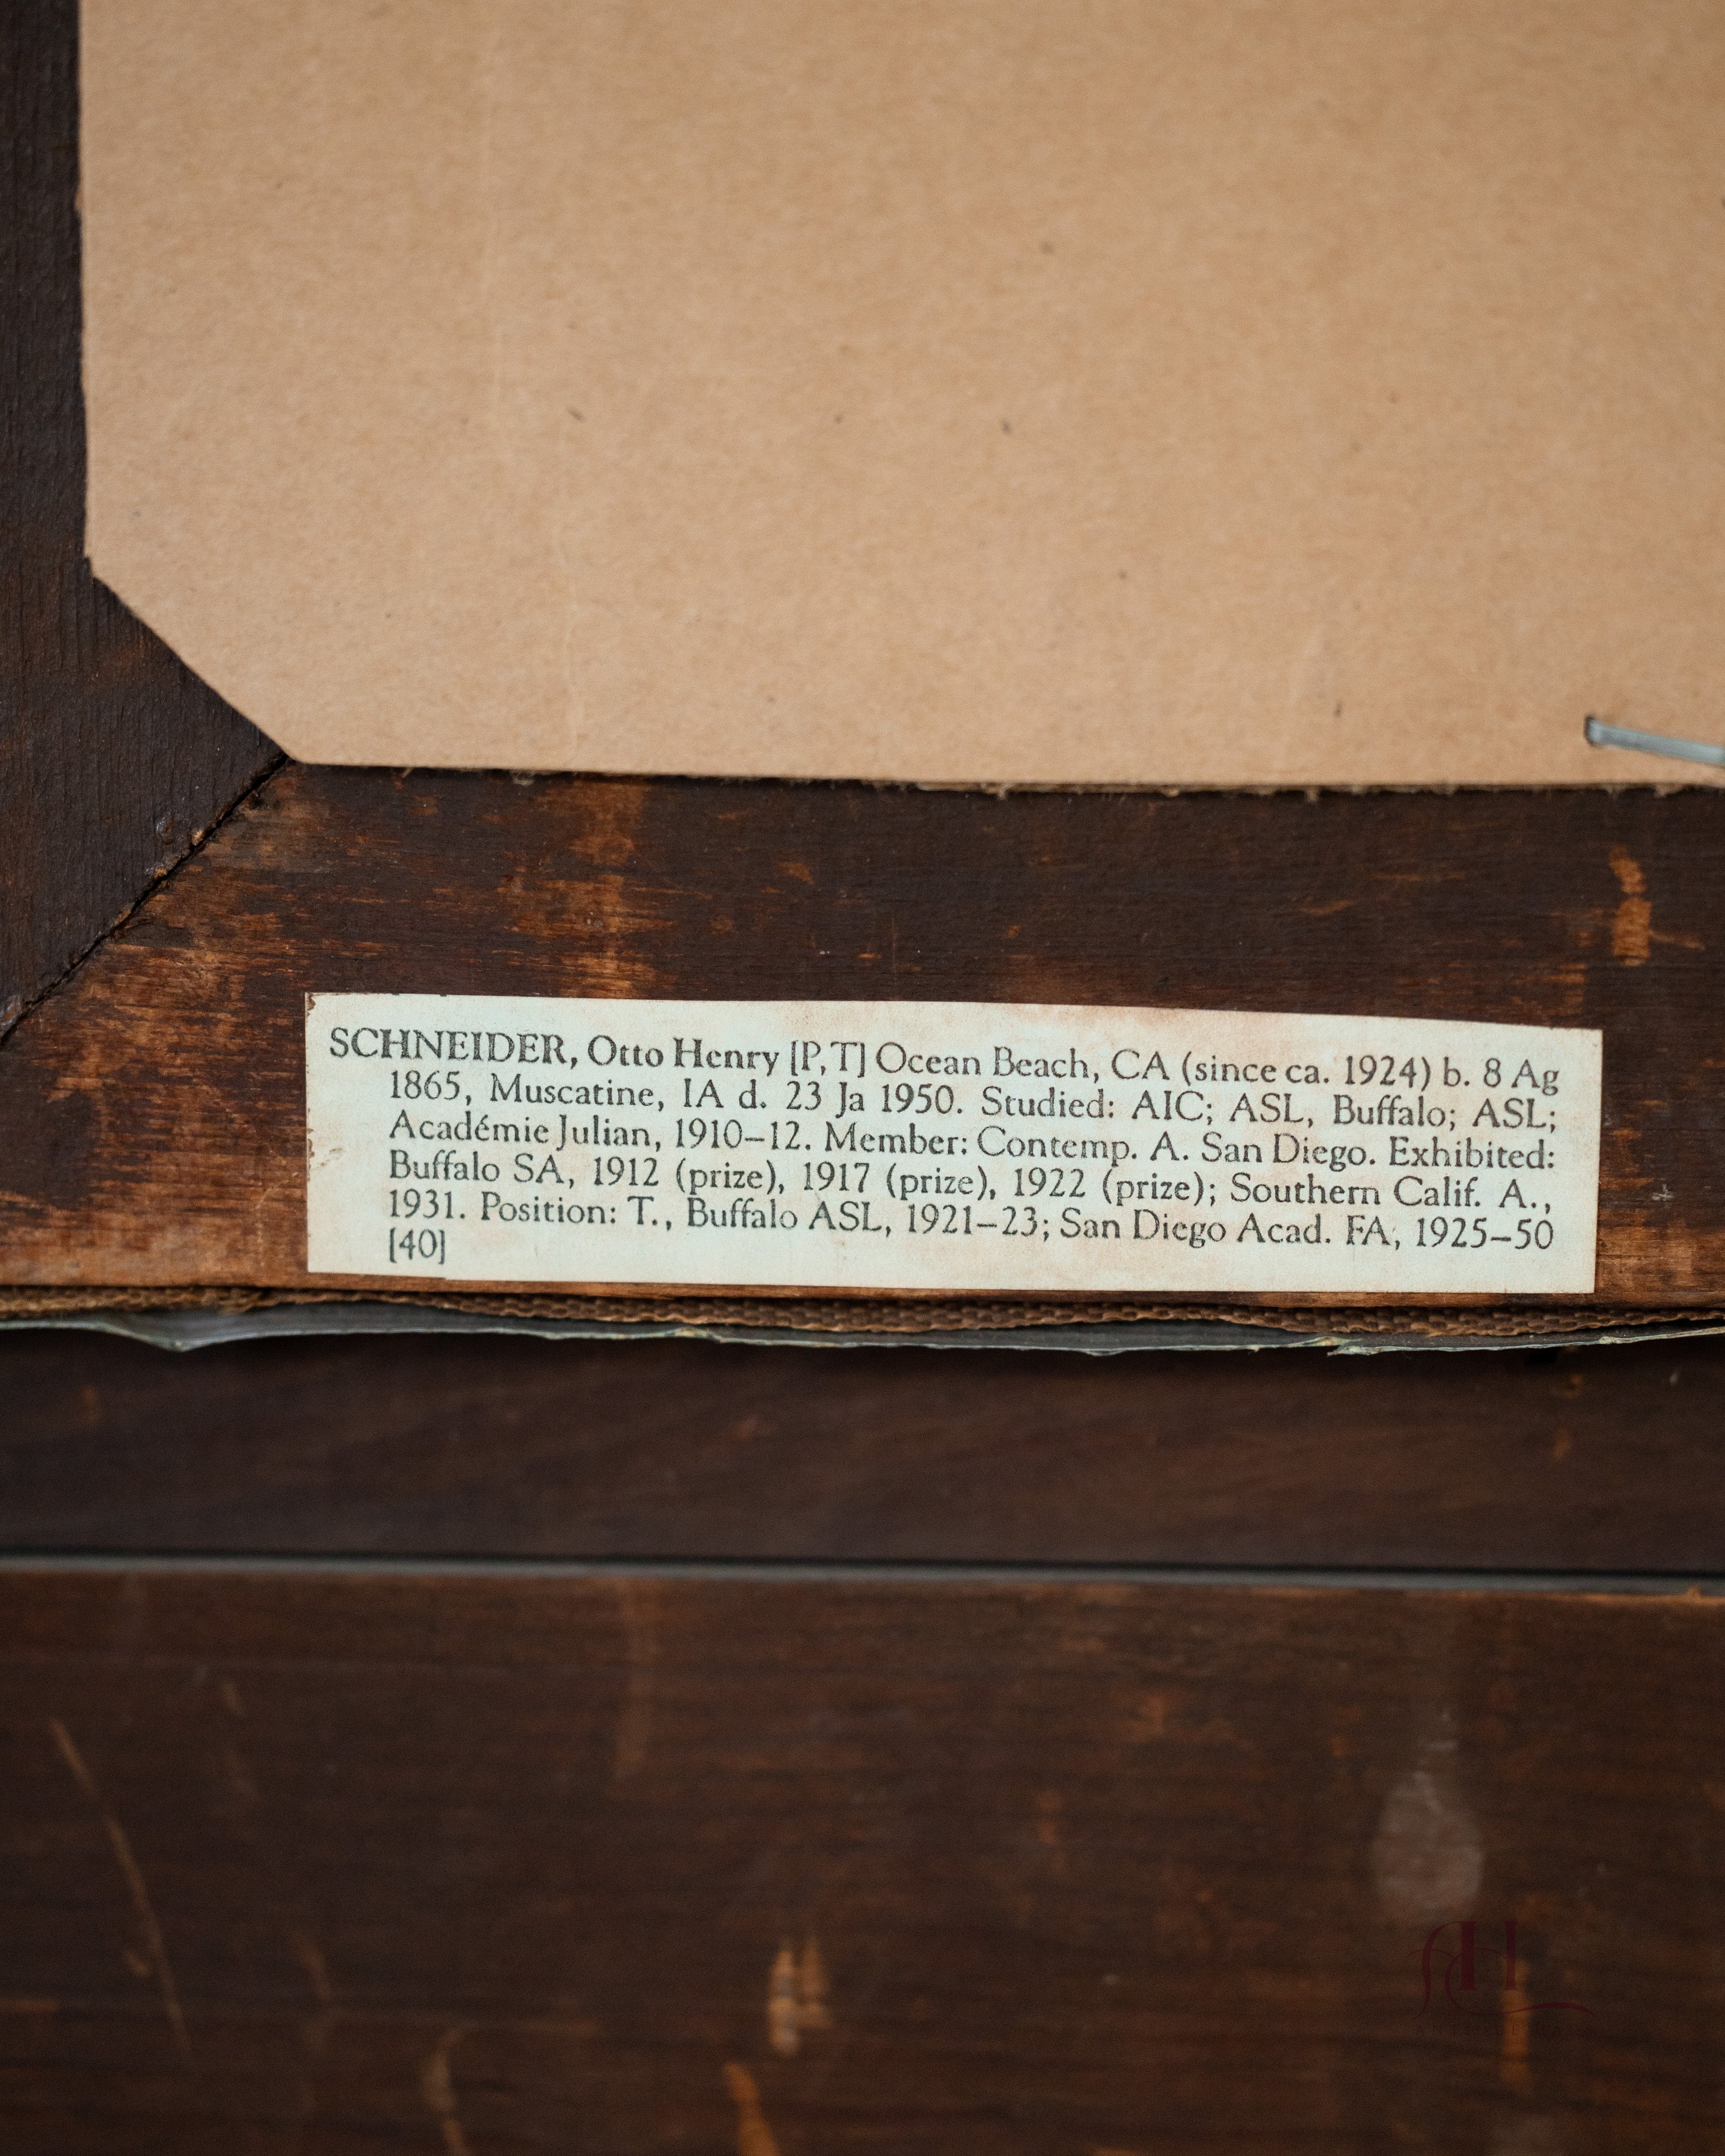 SCHNEIDER, Otto Henry [P,T] Ocean Beach, CA (since ca. 1924) b. 8 Ag
1865, Muscatine, IA d. 23 Ja 1950. Studied: AIC; ASL, Buffalo; ASL;
Académie Julian, 1910–12. Member: Contemp. A. San Diego. Exhibited:
Buffalo SA, 1912 (prize), 1917 (prize), 1922 (prize); Southern Calif. A.,
1931. Position: T., Buffalo ASL, 1921–23; San Diego Acad. FA, 1925–50
[40]